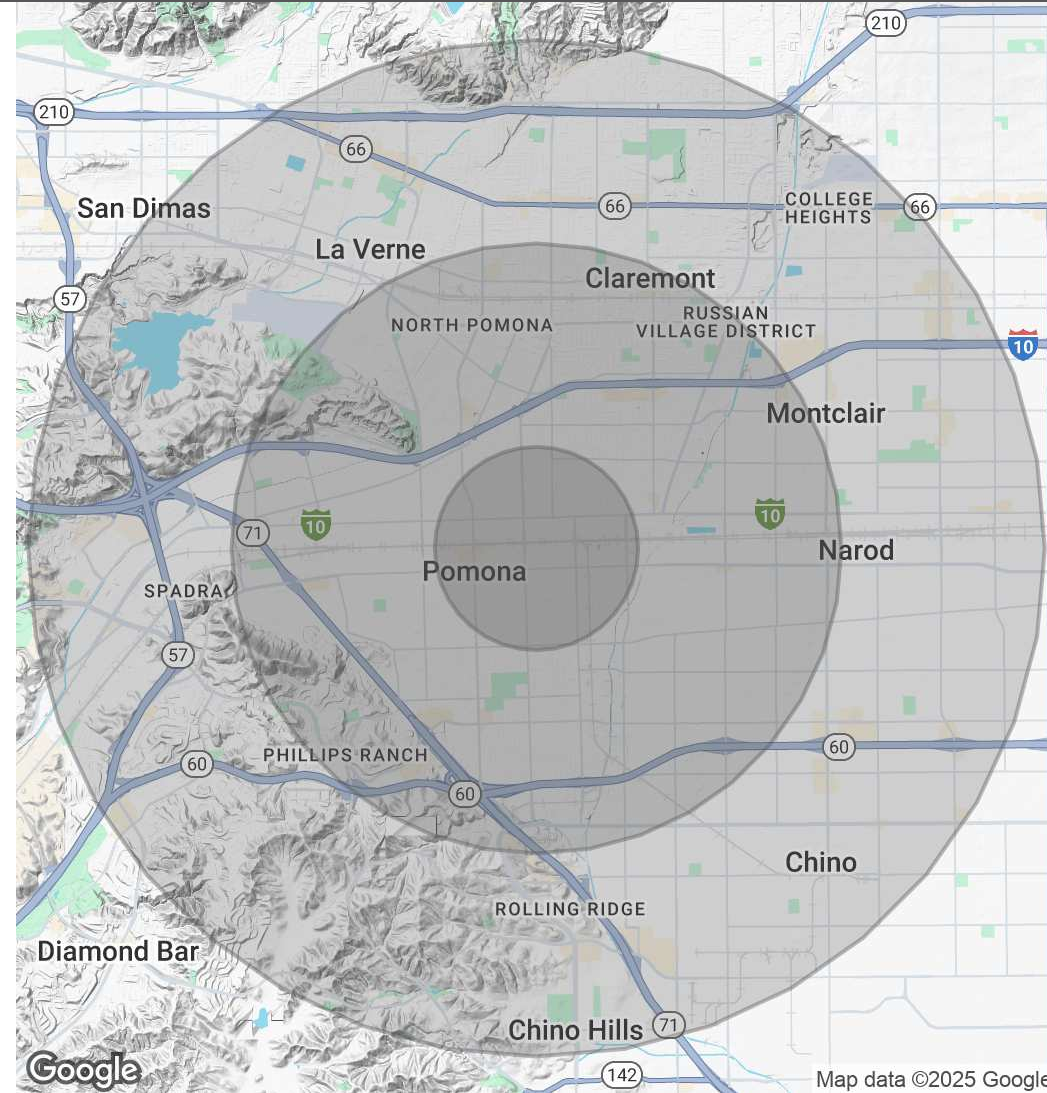 210
210
66
66
COLLEGE
HEIGHTS
66
San Dimas
La Verne
Claremont
57
RUSSIAN
VILLAGE DISTRICT
NORTH POMONA
10
Montclair
10
10
71
Narod
Pomona
SPADRA
57
PHILLIPS RANCH
60
60
60
Chino
ROLLING RIDGE
Diamond Bar
Chino Hills
71
142
Google
Map data ©2025 Google